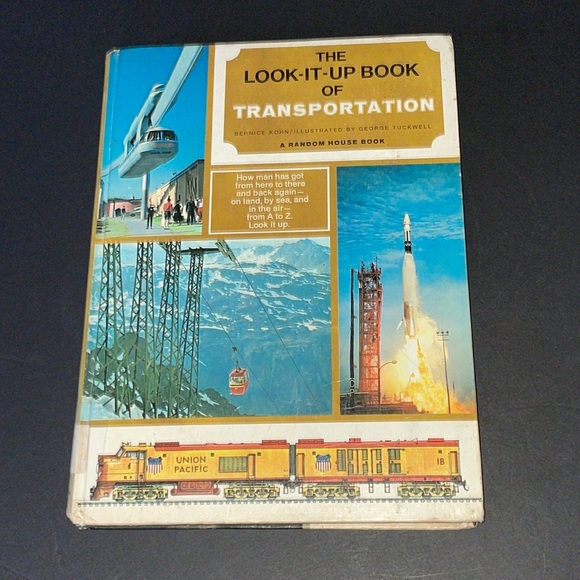 THE
LOOK-IT-UP BOOK
OF
TRANSPORTATION
BERNICE KOHN/ILLUSTRATED BY GEORGE TUCKWELL
A RANDOM HOUSE BOOK
How man has got
from here to there
and back again—
on land, by sea, and
in the air—
from A to Z.
Look it up.
UNION
PACIFIC
18